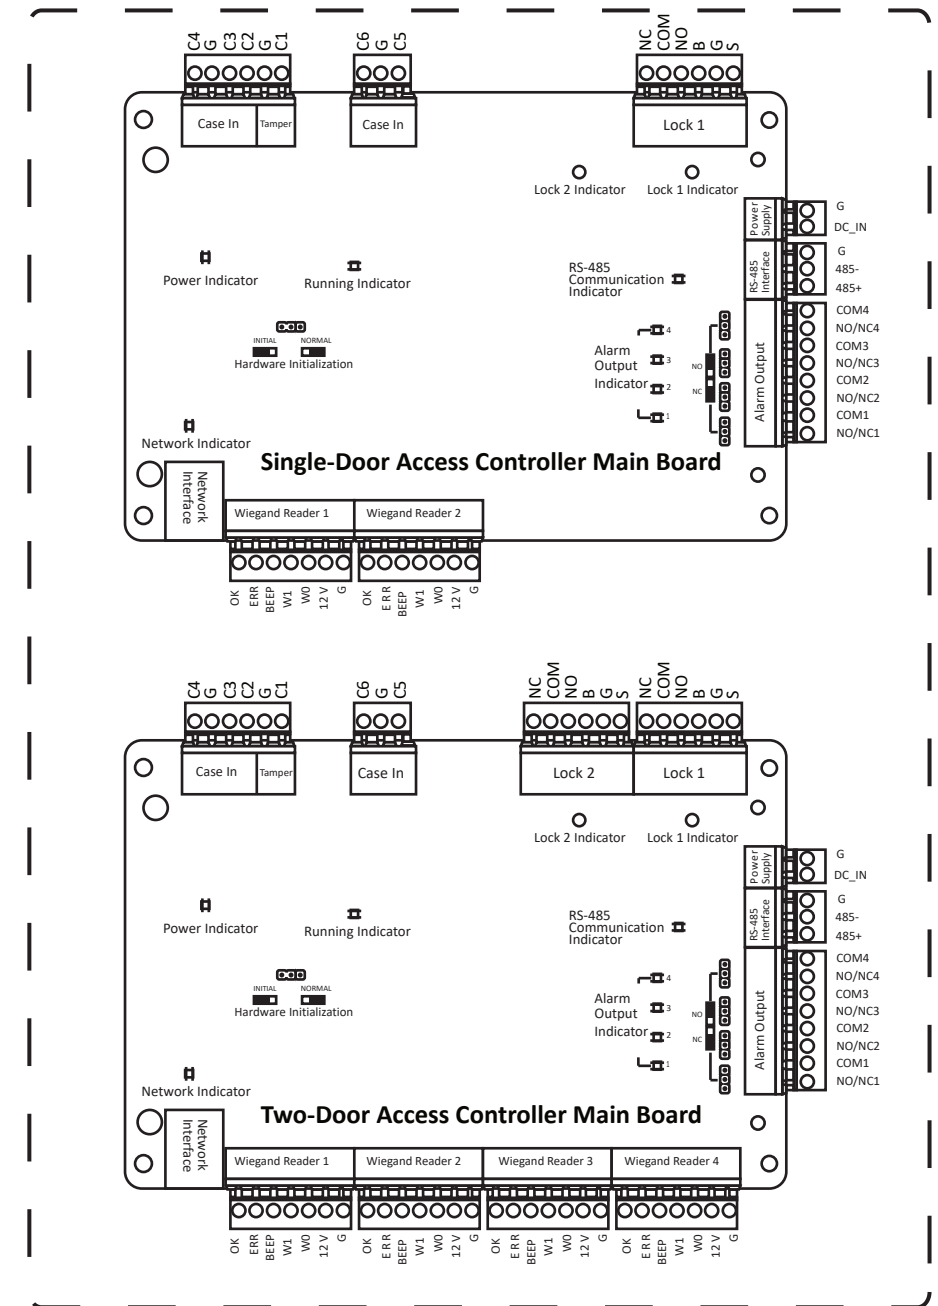 C4 G C3 C2 G C1
C6 G C5
NC COM NO B G S
Case In
Tamper
Case In
Lock 1
Lock 2 Indicator
Lock 1 Indicator
Power Supply
G
DC_IN
RS-485 Interface
G
485-
485+
Power Indicator
Running Indicator
RS-485
Communication
Indicator
INITIAL
NORMAL
Hardware Initialization
Alarm
Output
Indicator
4
3
2
1
NO
NC
Alarm Output
COM4
NO/NC4
COM3
NO/NC3
COM2
NO/NC2
COM1
NO/NC1
Network Indicator
Single-Door Access Controller Main Board
Network
Interface
Wiegand Reader 1
Wiegand Reader 2
OK ERR BEEP W1 W0 12 V G
OK E R R BEEP W1 W0 12 V G
C4 G C3 C2 G C1
C6 G C5
NC COM NO B G S
NC COM NO B G S
Case In
Tamper
Case In
Lock 2
Lock 1
Lock 2 Indicator
Lock 1 Indicator
Power Supply
G
DC_IN
RS-485 Interface
G
485-
485+
Power Indicator
Running Indicator
RS-485
Communication
Indicator
INITIAL
NORMAL
Hardware Initialization
Alarm
Output
Indicator
4
3
2
1
NO
NC
Alarm Output
COM4
NO/NC4
COM3
NO/NC3
COM2
NO/NC2
COM1
NO/NC1
Network Indicator
Two-Door Access Controller Main Board
Network
Interface
Wiegand Reader 1
Wiegand Reader 2
Wiegand Reader 3
Wiegand Reader 4
OK ERR BEEP W1 W0 12 V G
OK E R R BEEP W1 W0 12 V G
OK E R R BEEP W1 W0 12 V G
OK E R R BEEP W1 W0 12 V G